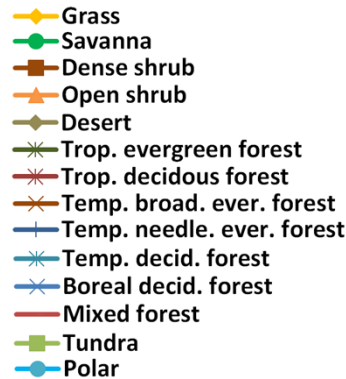 Grass
Savanna
Dense shrub
Open shrub
Desert
Trop. evergreen forest
Trop. decidous forest
Temp. broad. ever. forest
Temp. needle. ever. forest
Temp. decid. forest
Boreal decid. forest
Mixed forest
Tundra
Polar